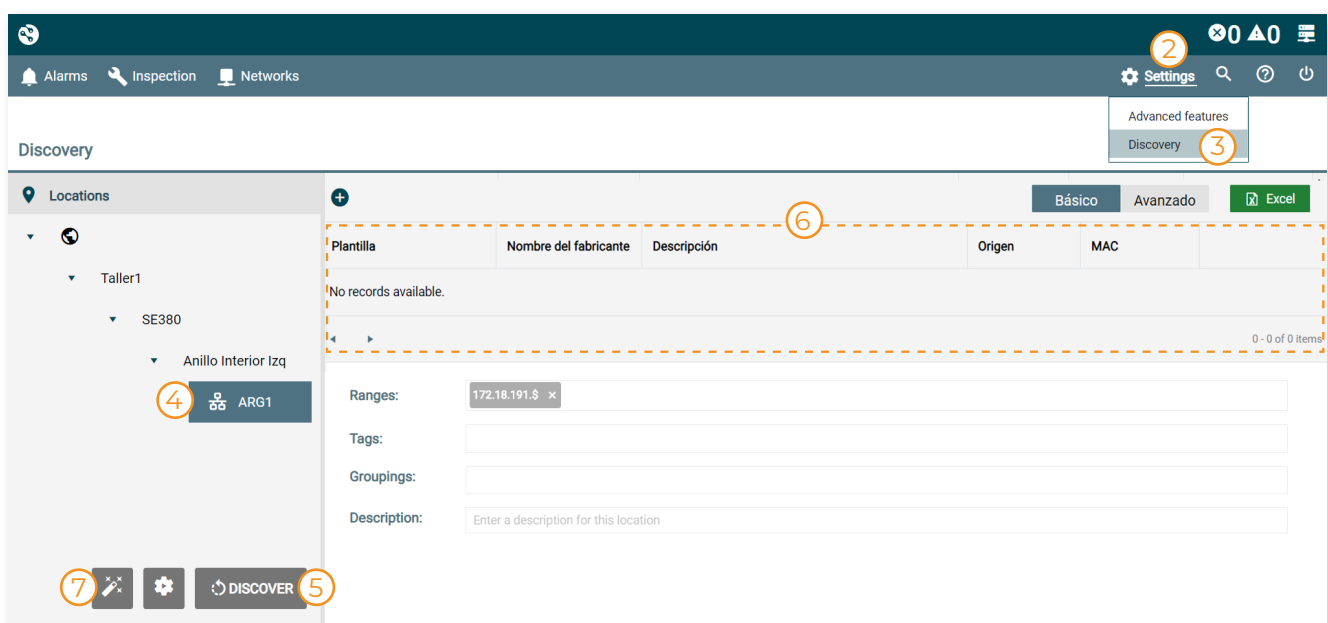 0 0
2
Alarms Inspection Networks Settings
Advanced features
Discovery 3
Discovery
Locations
Básico Avanzado Excel
6
Plantilla Nombre del fabricante Descripción Origen MAC
No records available.
0 - 0 of 0 items
Taller1
SE380
Anillo Interior Izq
4 ARG1
Ranges: 172.18.191.$ ×
Tags:
Groupings:
Description: Enter a description for this location
7 DISCOVER 5